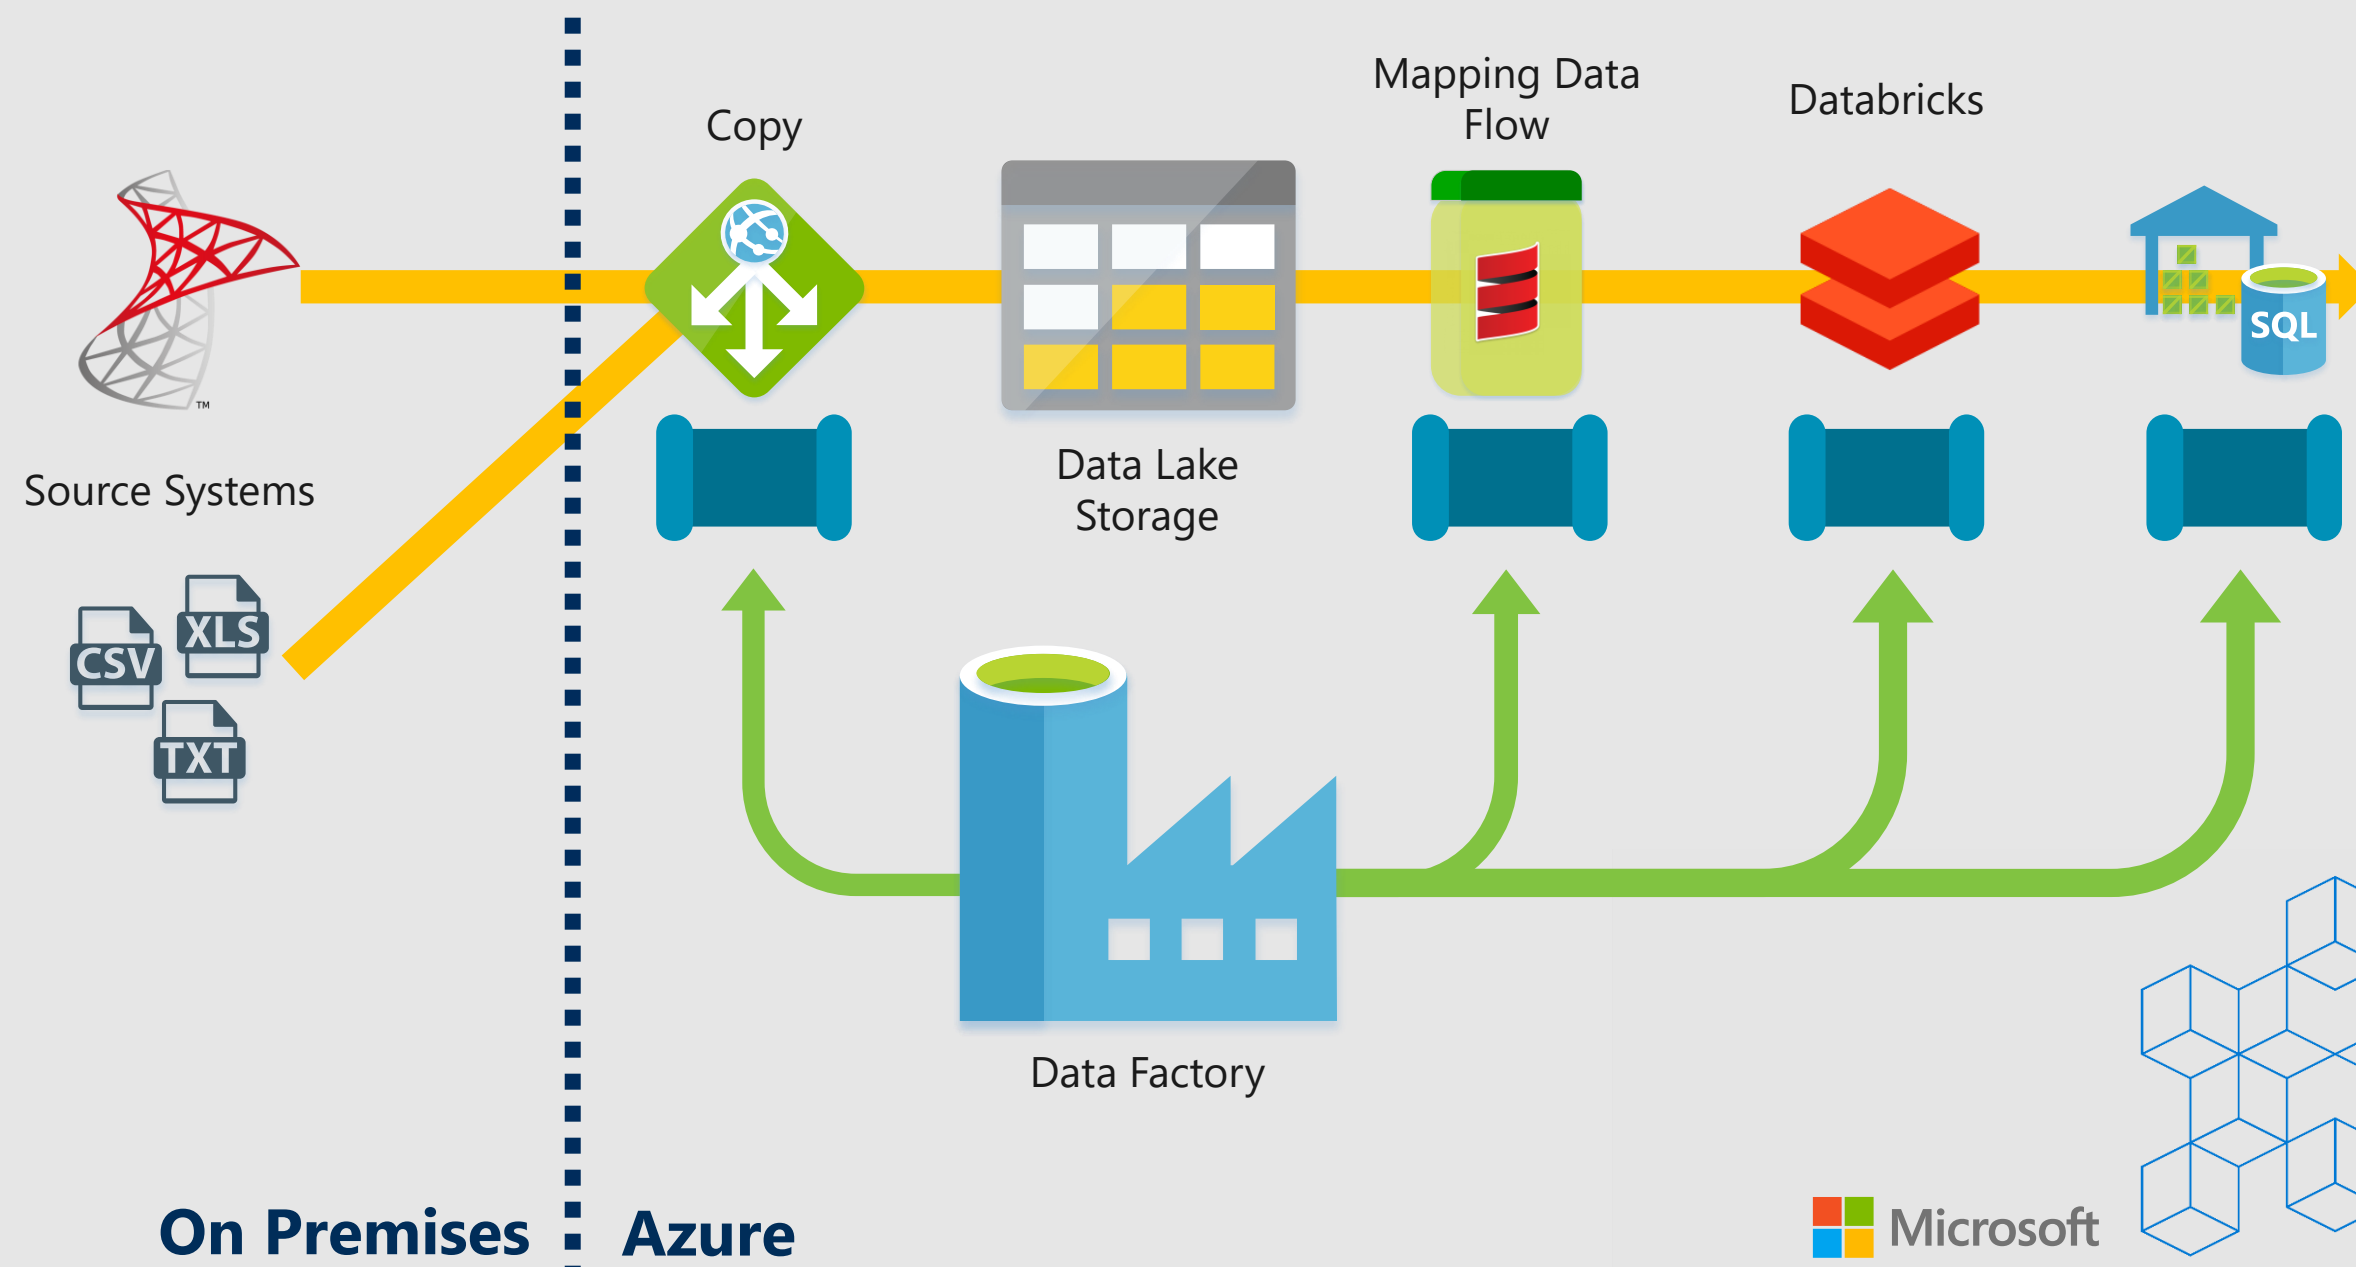 Mapping Data
Flow
Databricks
Copy
SQL
TM
Data Lake
Storage
Source Systems
XLS
CSV
TXT
Data Factory
On Premises
Azure
Microsoft